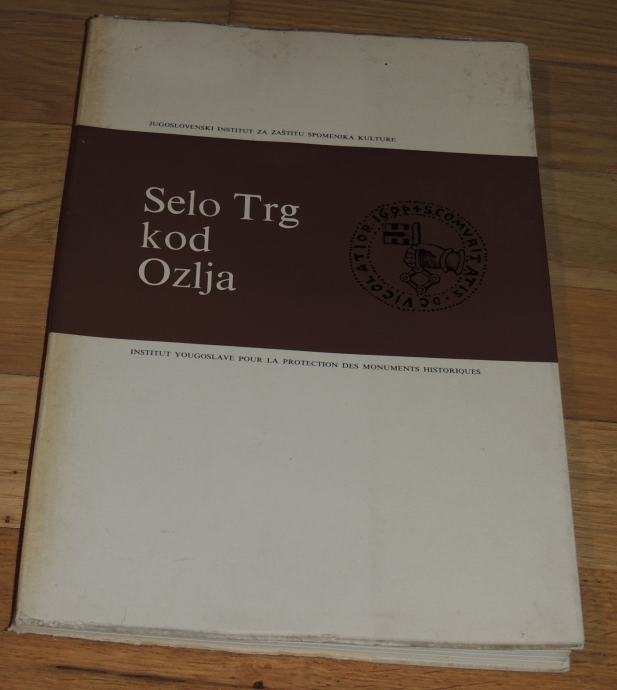 JUGOSLOVENSKI INSTITUT ZA ZAŠTITU SPOMENIKA KULTURE
Selo Trg
kod
Ozlja
INSTITUT YOUGOSLAVE POUR LA PROTECTION DES MONUMENTS HISTORIQUES